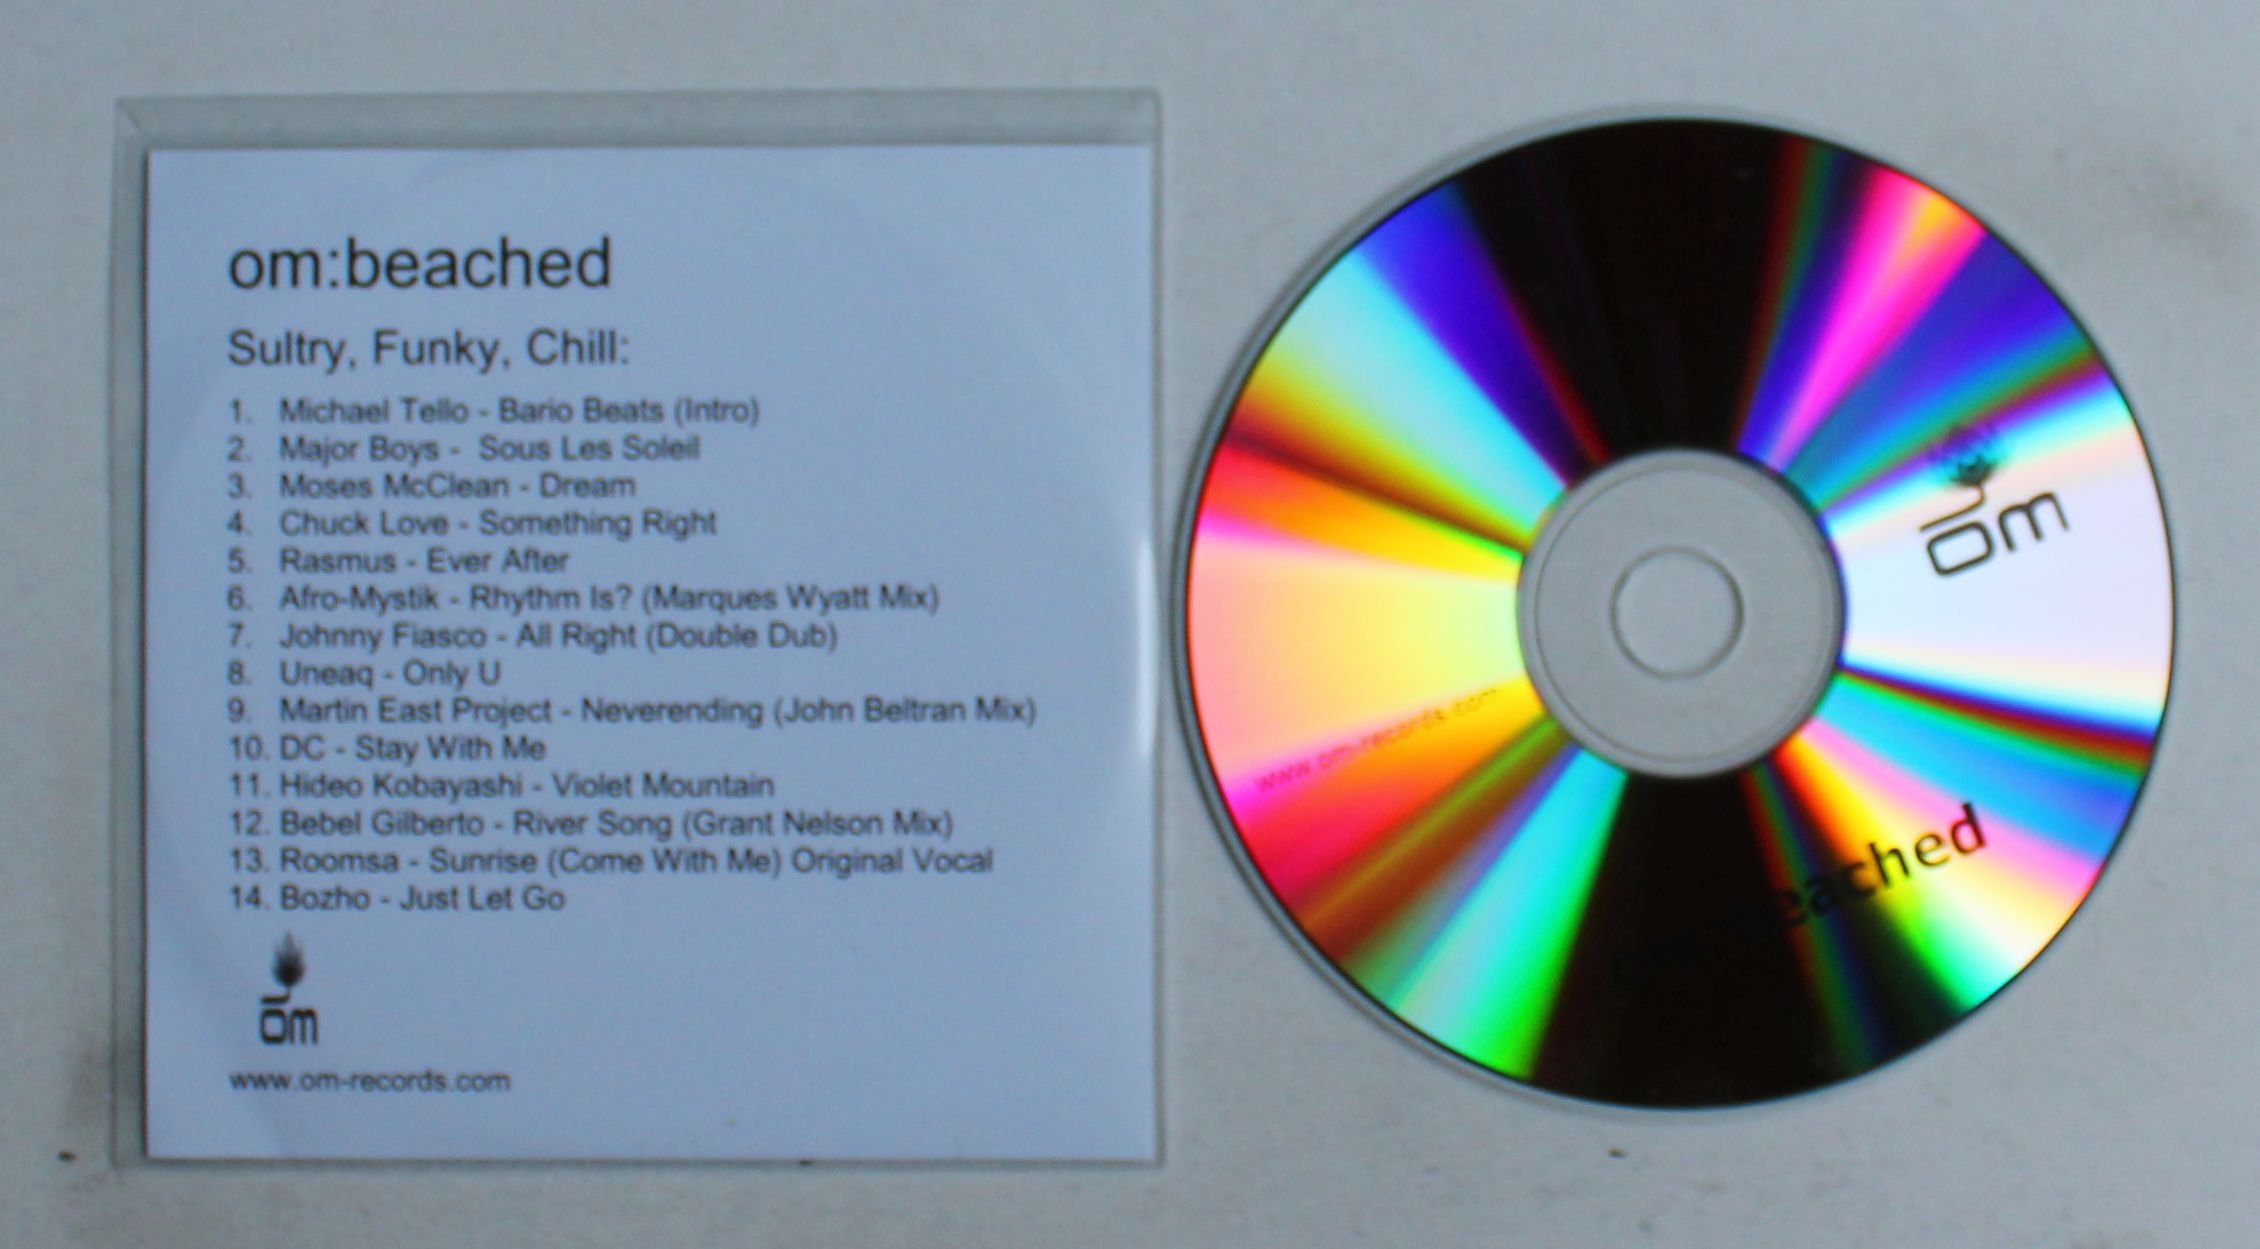 om:beached
Sultry, Funky, Chill:
1. Michael Tello - Bario Beats (Intro)
2. Major Boys - Sous Les Soleil
3. Moses McClean - Dream
4. Chuck Love - Something Right
5. Rasmus - Ever After
6. Afro-Mystik - Rhythm Is? (Marques Wyatt Mix)
7. Johnny Fiasco - All Right (Double Dub)
8. Uneaq - Only U
9. Martin East Project - Neverending (John Beltran Mix)
10. DC - Stay With Me
11. Hideo Kobayashi - Violet Mountain
12. Bebel Gilberto - River Song (Grant Nelson Mix)
13. Roomsa - Sunrise (Come With Me) Original Vocal
14. Bozho - Just Let Go
om
www.om-records.com
om
www.om-records.com
eached